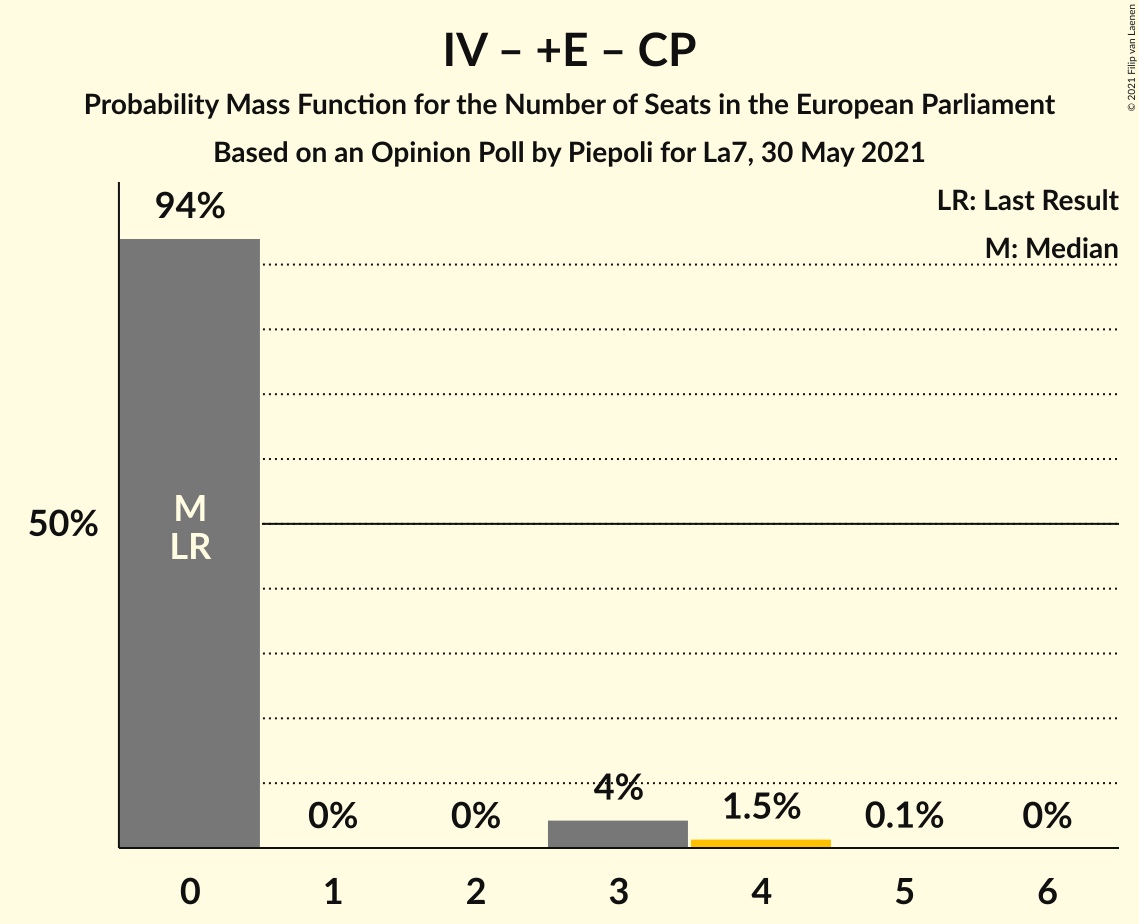 IV – +E – CP
Probability Mass Function for the Number of Seats in the European Parliament
Based on an Opinion Poll by Piepoli for La7, 30 May 2021
© 2021 Filip van Laenen
LR: Last Result
M: Median
94%
M
LR
50%
0%
0%
4%
1.5%
0.1%
0%
0 1 2 3 4 5 6